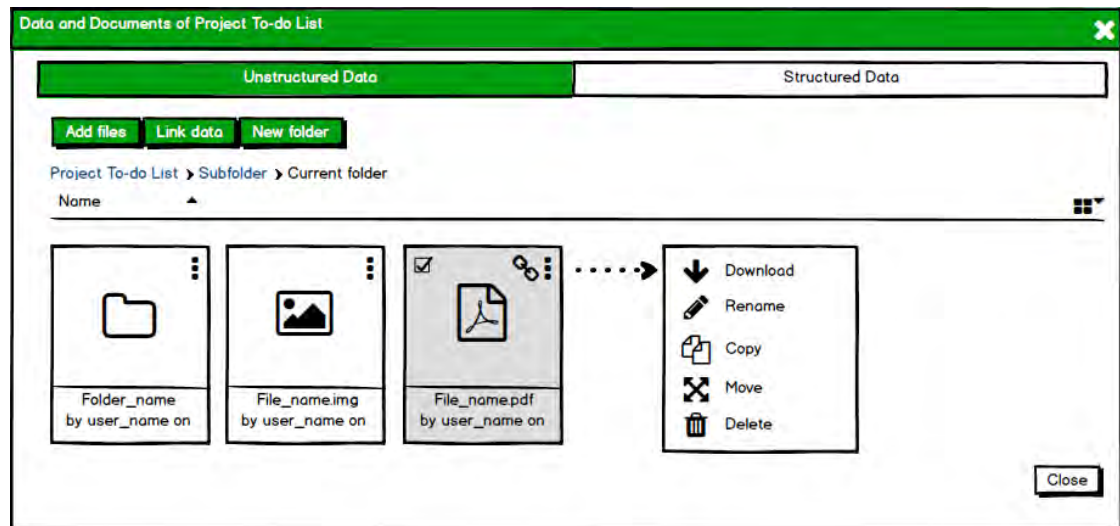 Data and Documents of Project To-do List
Unstructured Data
Structured Data
Add files
Link data
New folder
Project To-do List Subfolder Current folder
Name
Folder_name
by user_name on
File_name.img
by user_name on
File_name.pdf
by user_name on
Download
Rename
Copy
Move
Delete
Close